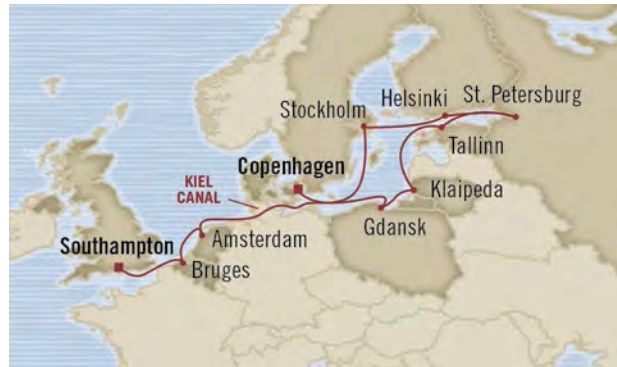 Helsinki
St. Petersburg
Stockholm
Tallinn
Copenhagen
KIEL
CANAL
Klaipeda
Gdansk
Amsterdam
Southampton
Bruges